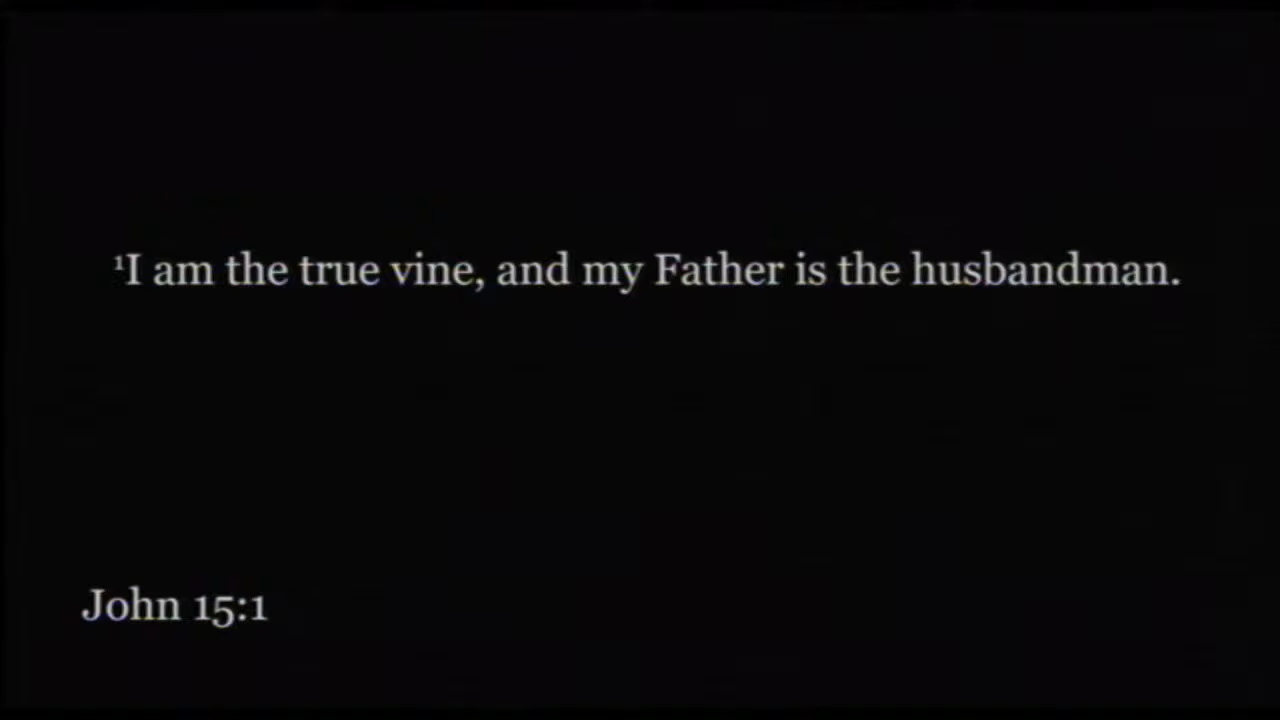 ¹I am the true vine, and my Father is the husbandman.
John 15:1